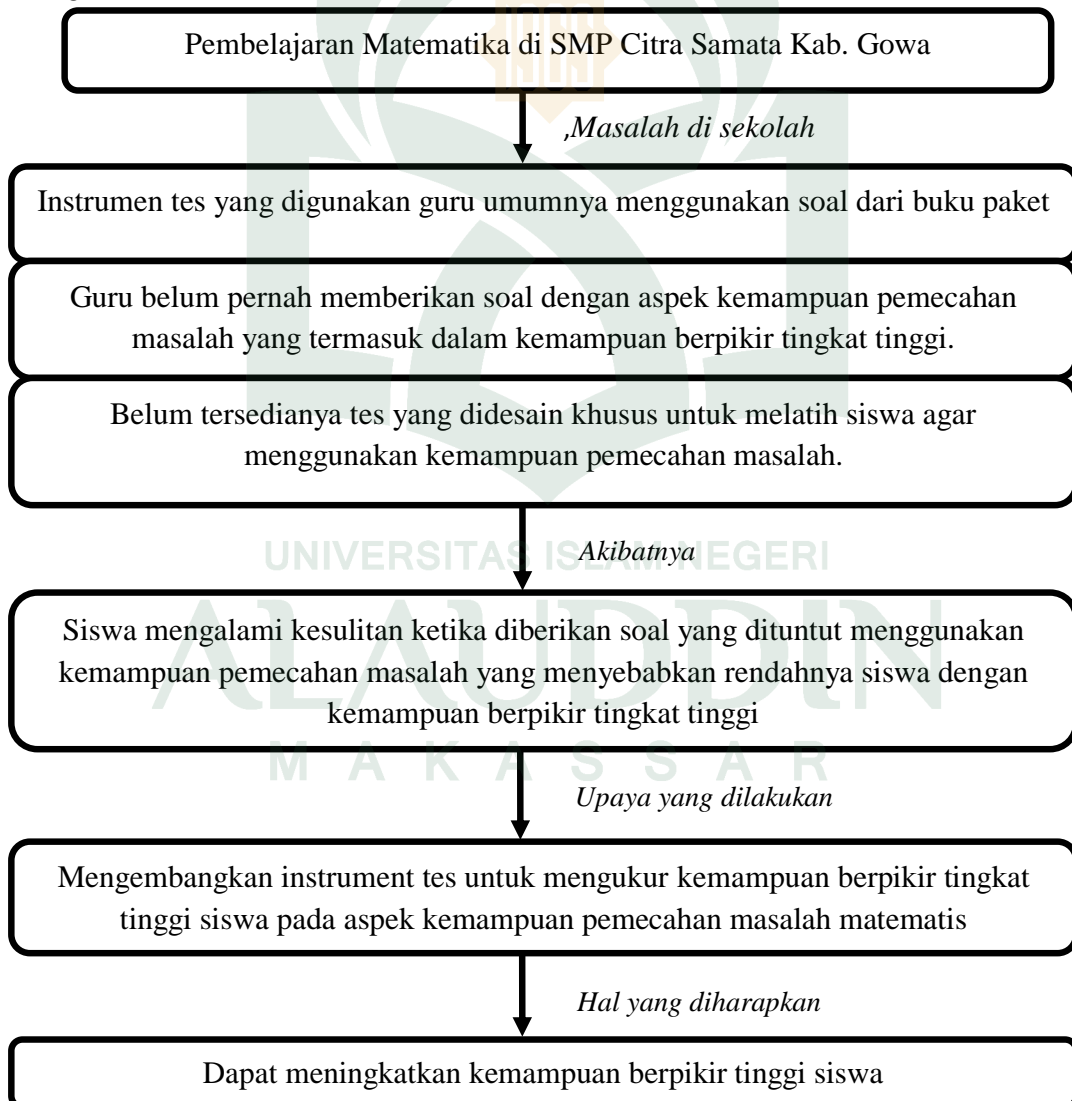 Pembelajaran Matematika di SMP Citra Samata Kab. Gowa
,Masalah di sekolah
Instrumen tes yang digunakan guru umumnya menggunakan soal dari buku paket
Guru belum pernah memberikan soal dengan aspek kemampuan pemecahan
masalah yang termasuk dalam kemampuan berpikir tingkat tinggi.
Belum tersedianya tes yang didesain khusus untuk melatih siswa agar
menggunakan kemampuan pemecahan masalah.
UNIVERSITAS ISLAM NEGERI
Akibatnya
Siswa mengalami kesulitan ketika diberikan soal yang dituntut menggunakan
kemampuan pemecahan masalah yang menyebabkan rendahnya siswa dengan
kemampuan berpikir tingkat tinggi
ALAUDDIN
MAKASSAR
Upaya yang dilakukan
Mengembangkan instrument tes untuk mengukur kemampuan berpikir tingkat
tinggi siswa pada aspek kemampuan pemecahan masalah matematis
Hal yang diharapkan
Dapat meningkatkan kemampuan berpikir tinggi siswa